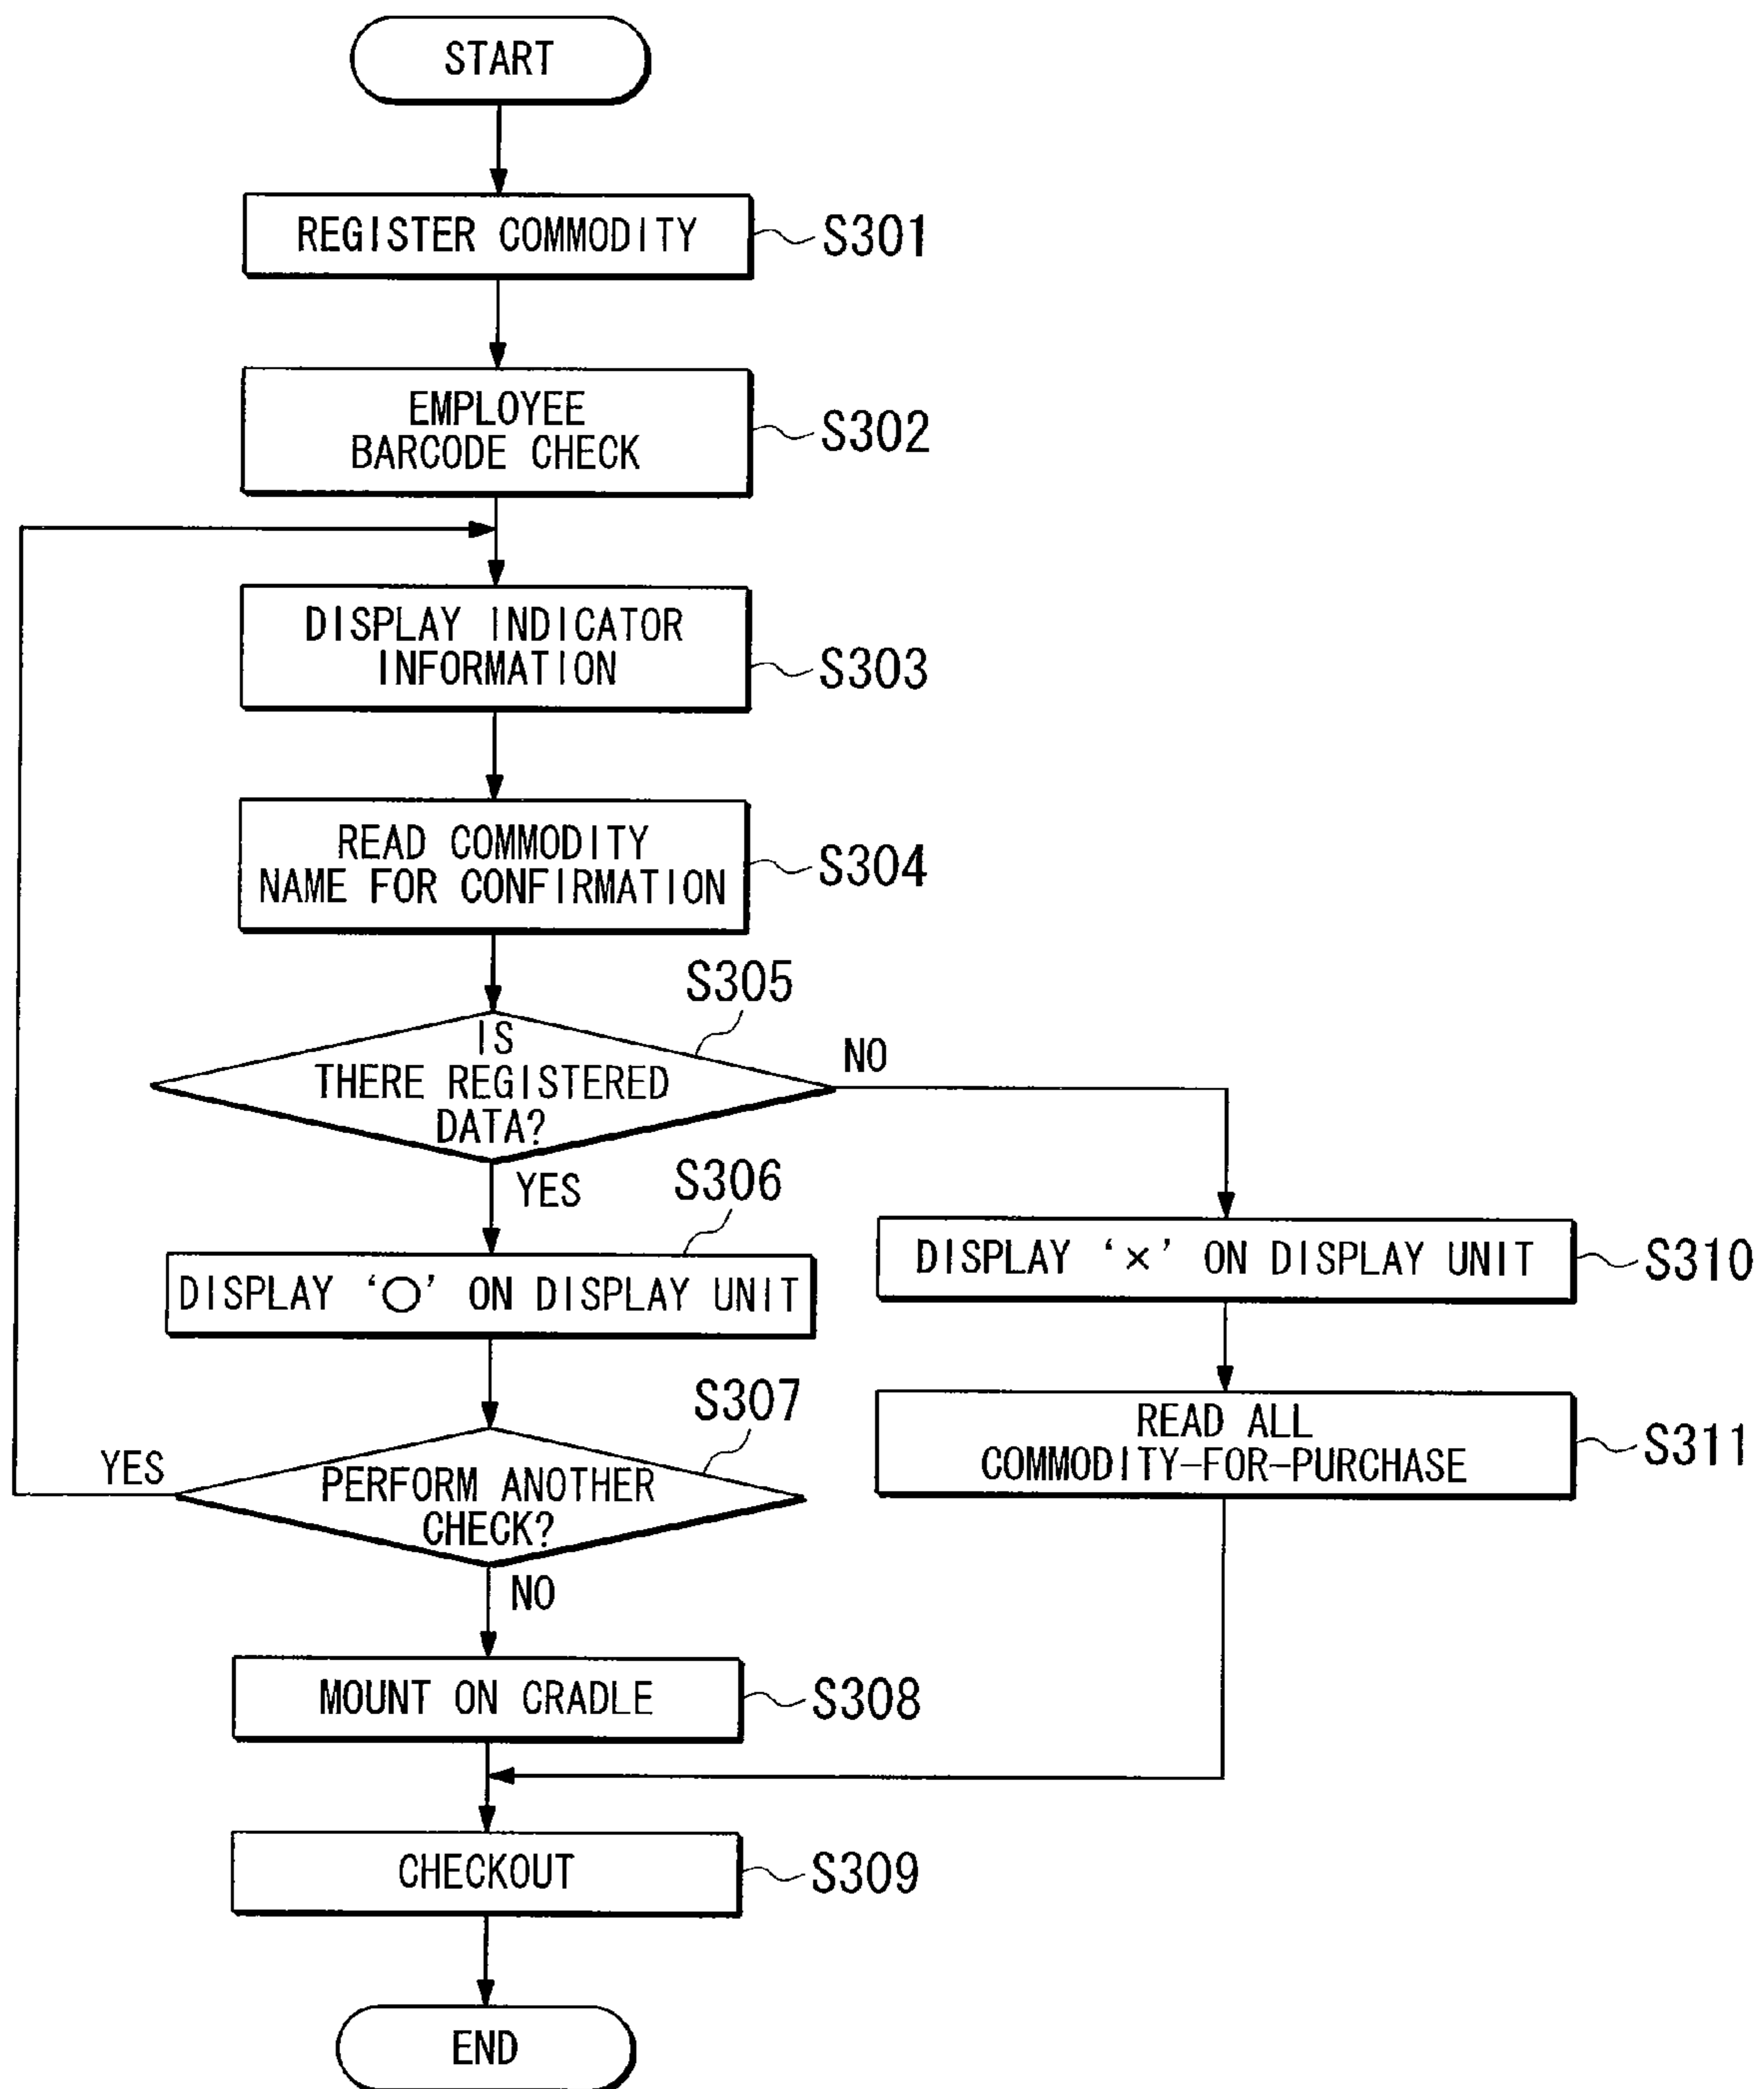 START
REGISTER COMMODITY
S301
EMPLOYEE
BARCODE CHECK
S302
DISPLAY INDICATOR
INFORMATION
S303
READ COMMODITY
NAME FOR CONFIRMATION
S304
S305
IS
THERE REGISTERED
DATA?
NO
YES
S306
DISPLAY ‘○’ ON DISPLAY UNIT
DISPLAY ‘×’ ON DISPLAY UNIT
S310
S307
PERFORM ANOTHER
CHECK?
YES
NO
READ ALL
COMMODITY-FOR-PURCHASE
S311
MOUNT ON CRADLE
S308
CHECKOUT
S309
END